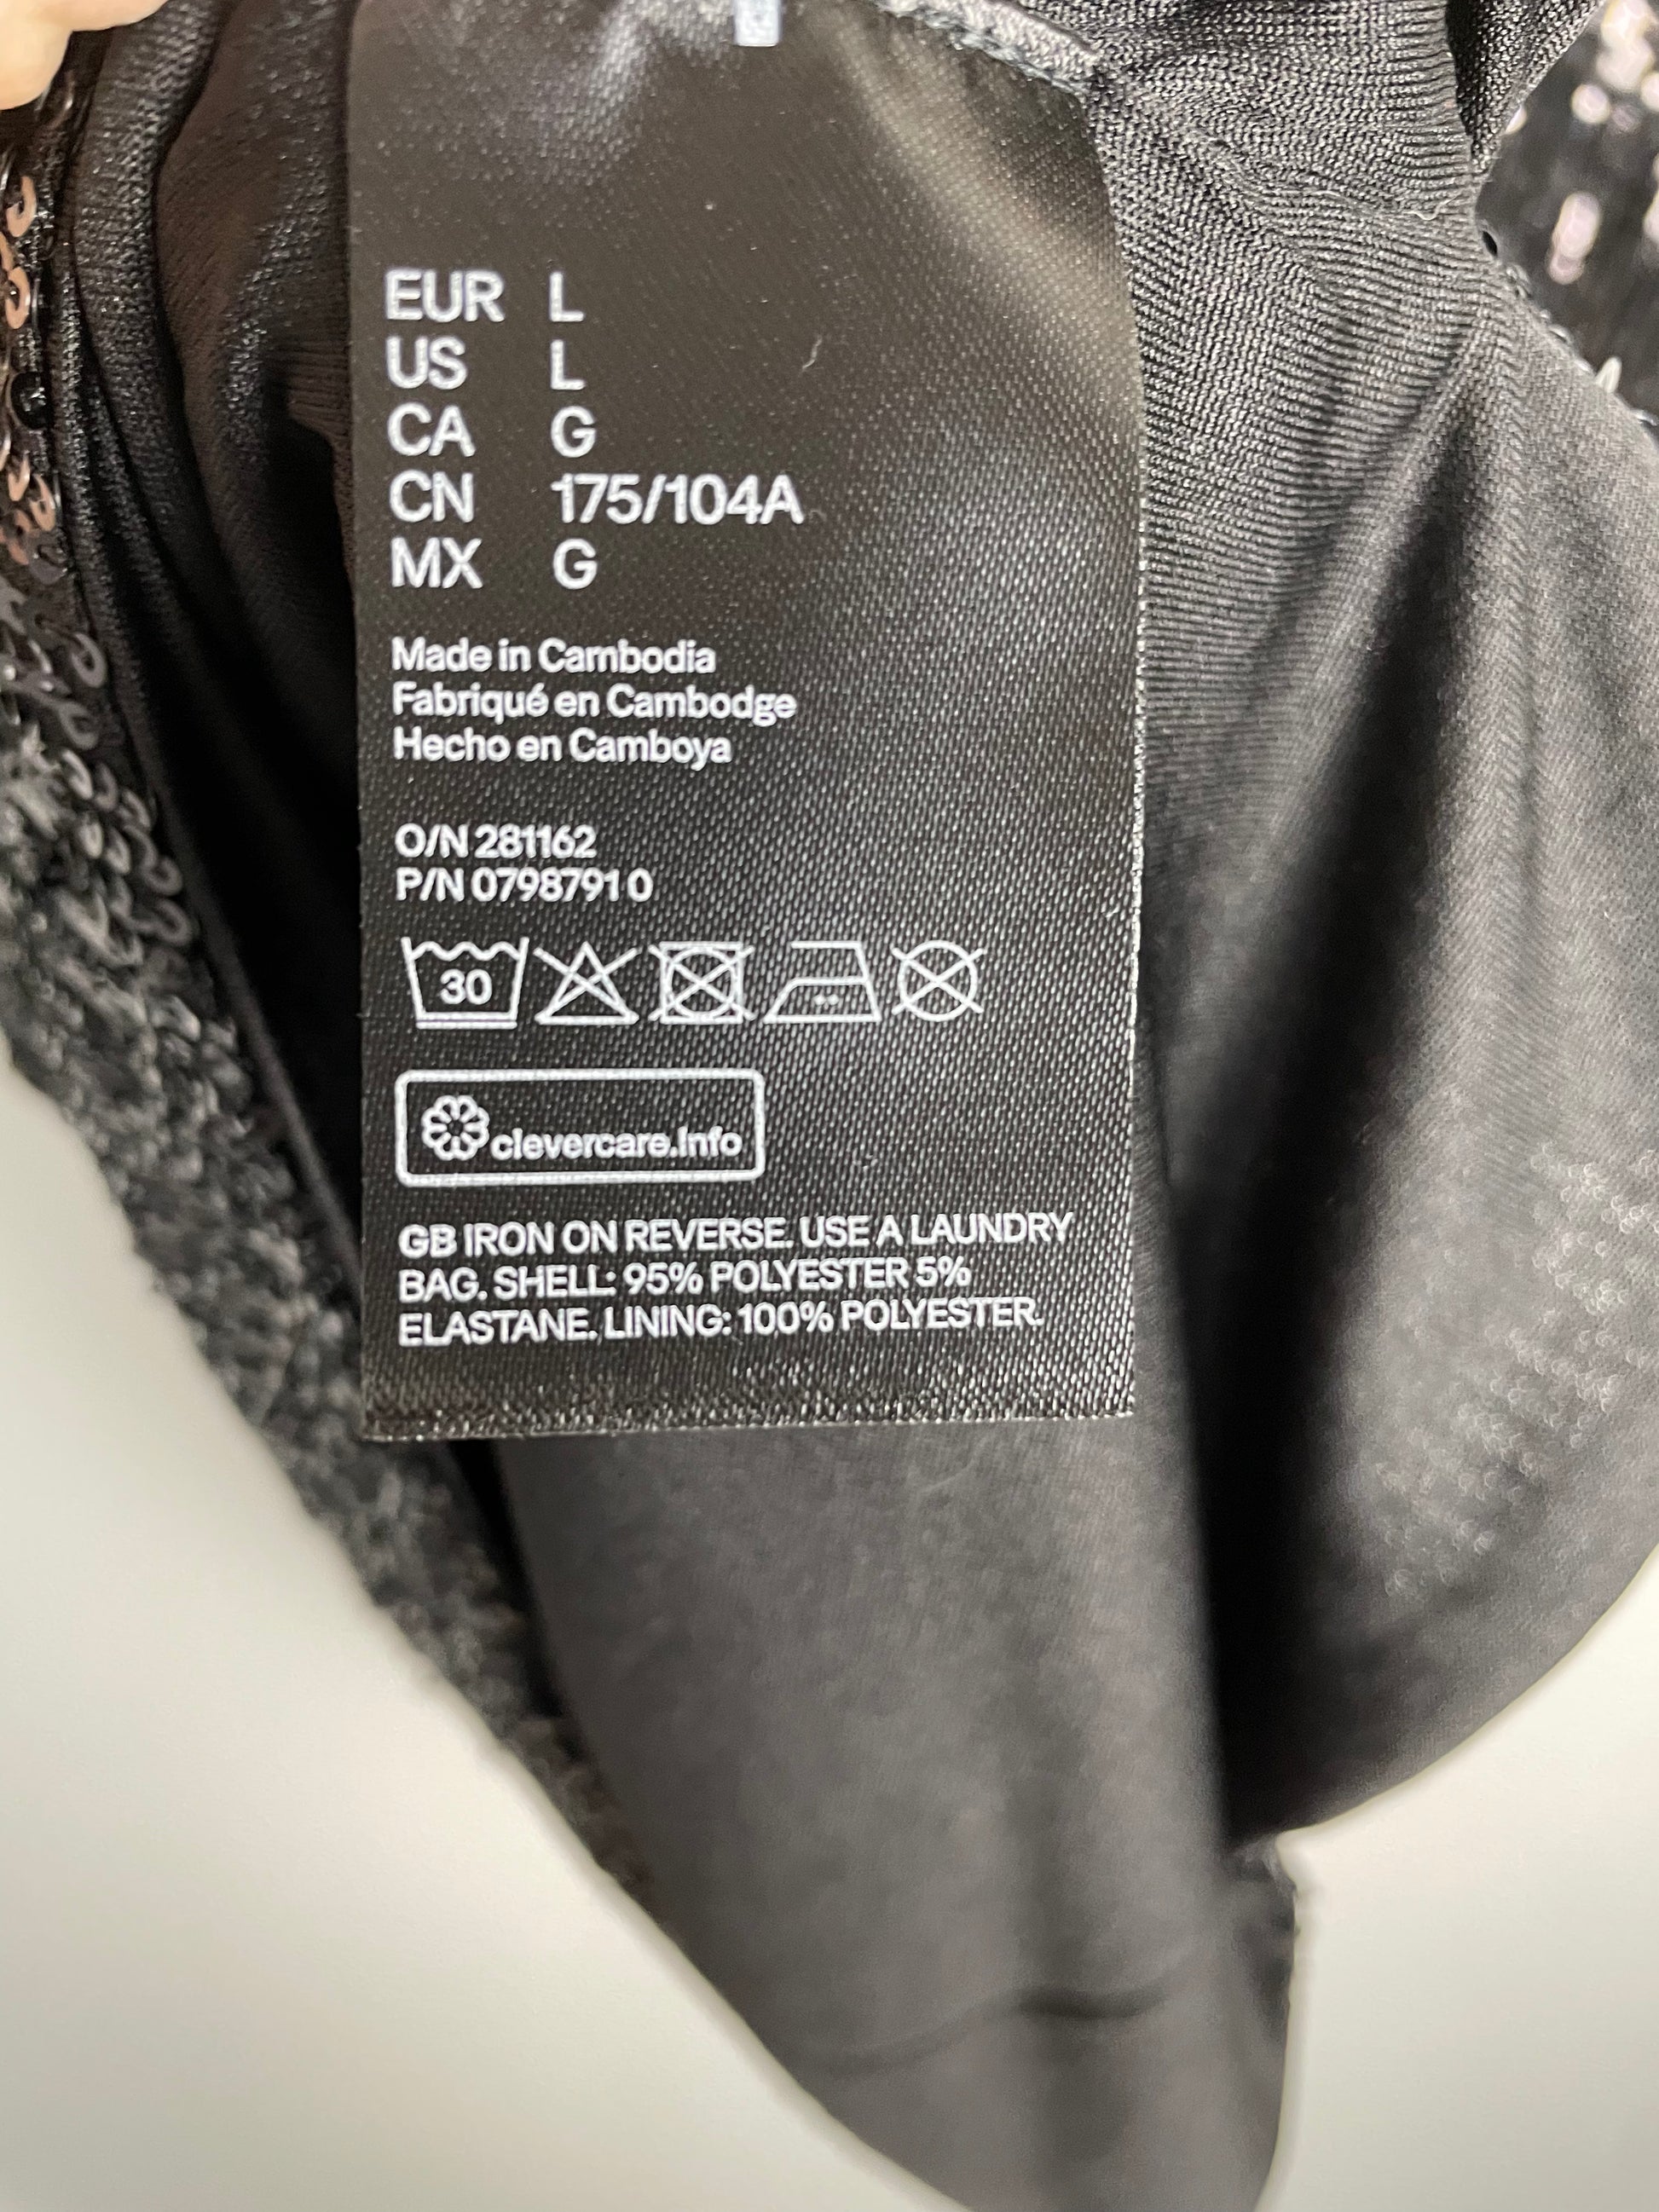 EUR L
US L
CA G
CN 175/104A
MX G
Made in Cambodia
Fabriqué en Cambodge
Hecho en Camboya
O/N 281162
P/N 07987910
30
clevercare.info
GB IRON ON REVERSE. USE A LAUNDRY
BAG. SHELL: 95% POLYESTER 5%
ELASTANE. LINING: 100% POLYESTER.